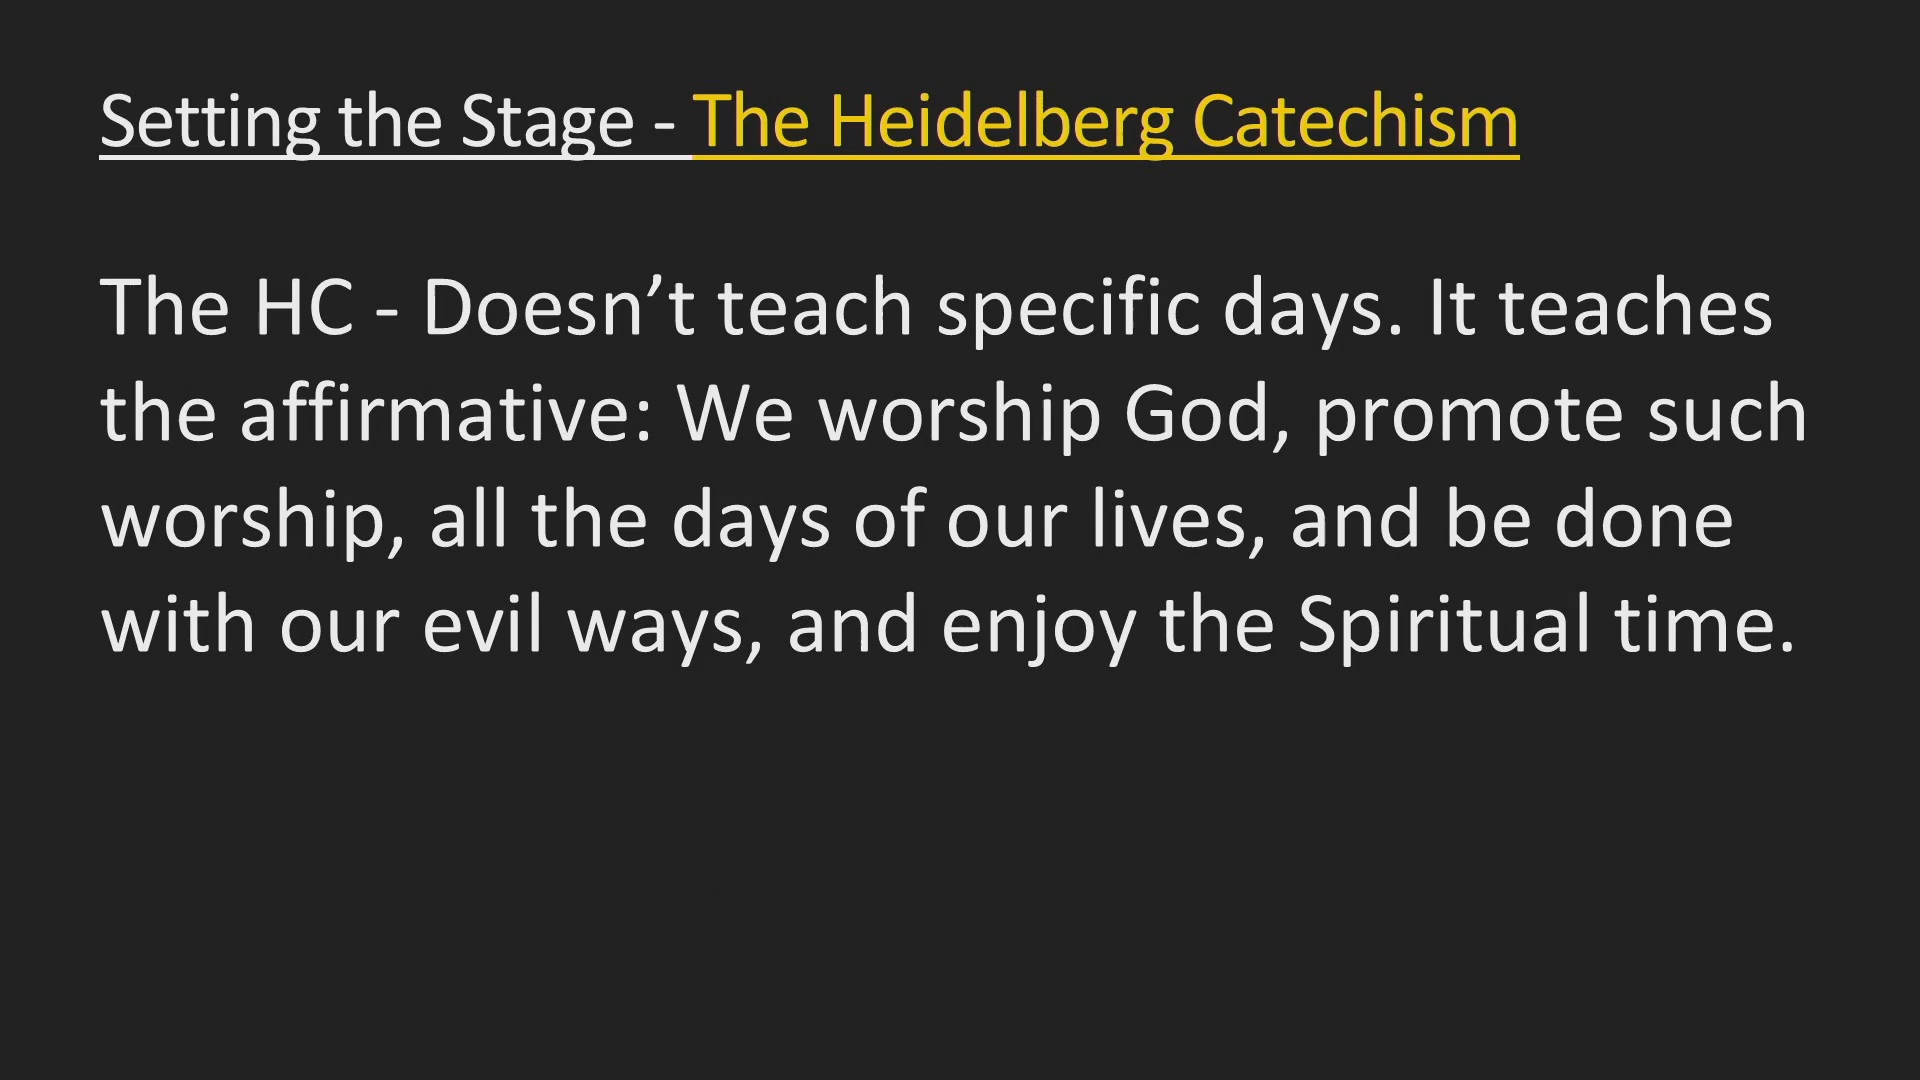 Setting the Stage - The Heidelberg Catechism
The HC - Doesn’t teach specific days. It teaches
the affirmative: We worship God, promote such
worship, all the days of our lives, and be done
with our evil ways, and enjoy the Spiritual time.